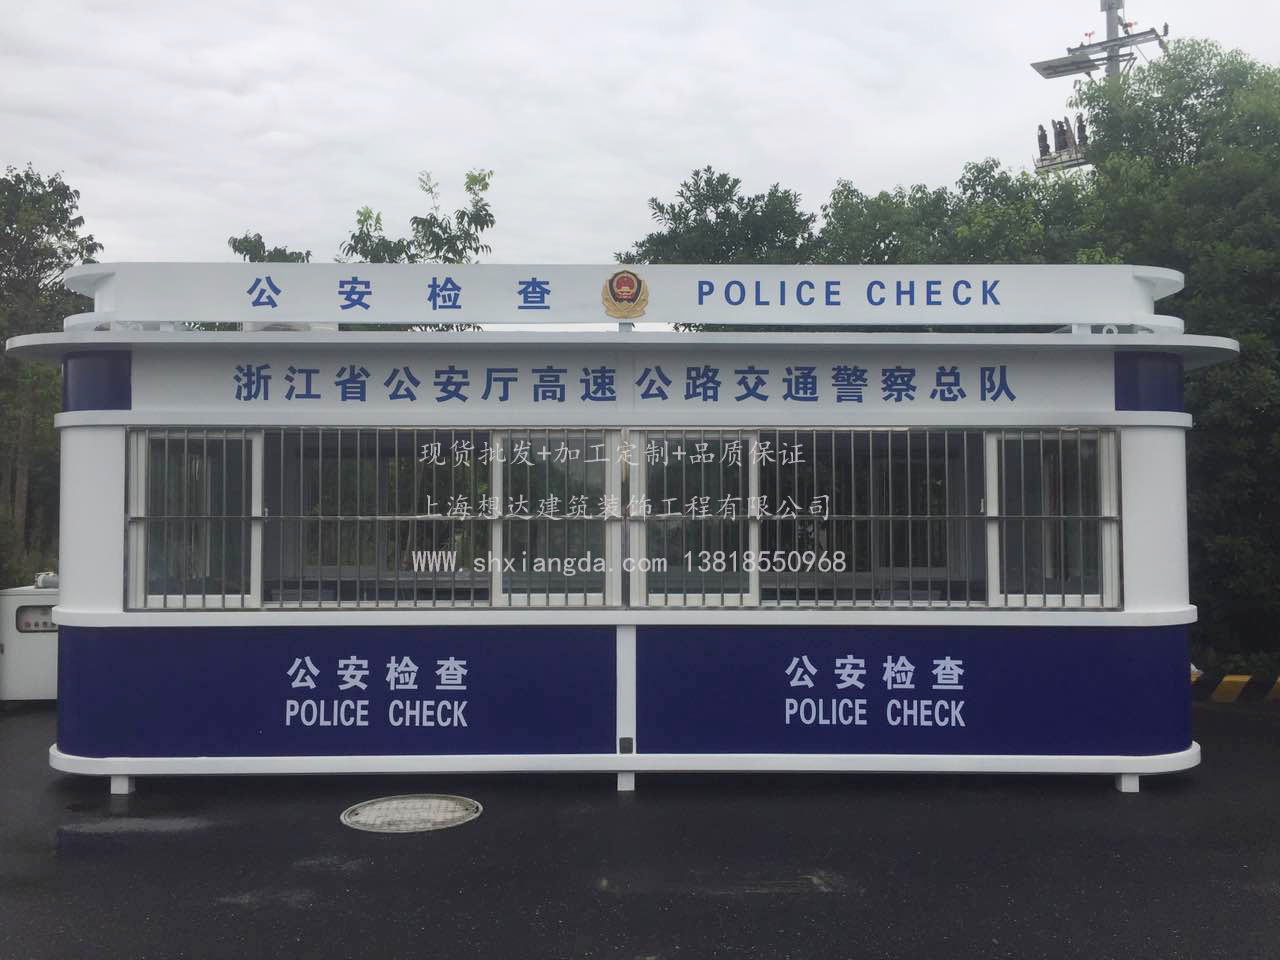 公安检查 POLICE CHECK
浙江省公安厅高速公路交通警察总队
现货批发+加工定制+品质保证
上海想达建筑装饰工程有限公司
www.shxiangda.com 13818550968
公安检查 公安检查
POLICE CHECK POLICE CHECK